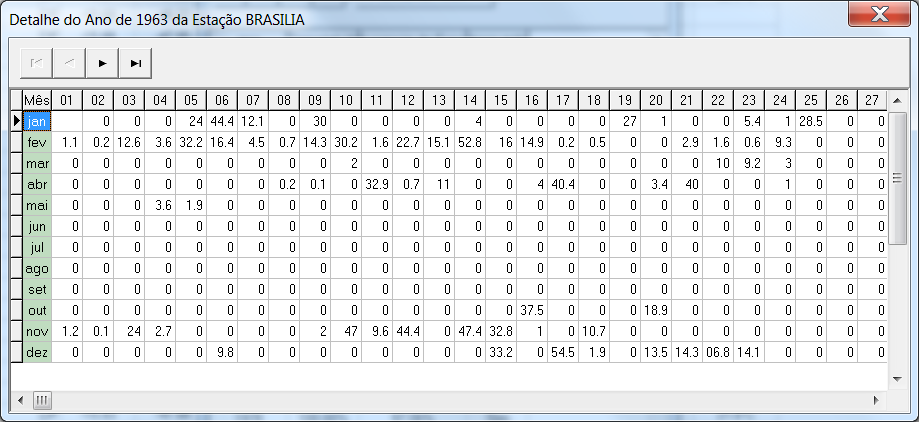 Detalhe do Ano de 1963 da Estação BRASILIA
Mês 01 02 03 04 05 06 07 08 09 10 11 12 13 14 15 16 17 18 19 20 21 22 23 24 25 26 27
jan 0 0 0 24 44.4 12.1 0 30 0 0 0 0 4 0 0 0 0 27 1 0 0 5.4 1 28.5 0 0
fev 1.1 0.2 12.6 3.6 32.2 16.4 4.5 0.7 14.3 30.2 1.6 22.7 15.1 52.8 16 14.9 0.2 0.5 0 0 2.9 1.6 0.6 9.3 0 0 0
mar 0 0 0 0 0 0 0 0 0 2 0 0 0 0 0 0 0 0 0 0 0 10 9.2 3 0 0 0
abr 0 0 0 0 0 0 0 0.2 0.1 0 32.9 0.7 11 0 0 4 40.4 0 0 3.4 40 0 0 1 0 0 0
mai 0 0 0 3.6 1.9 0 0 0 0 0 0 0 0 0 0 0 0 0 0 0 0 0 0 0 0 0 0
jun 0 0 0 0 0 0 0 0 0 0 0 0 0 0 0 0 0 0 0 0 0 0 0 0 0 0 0
jul 0 0 0 0 0 0 0 0 0 0 0 0 0 0 0 0 0 0 0 0 0 0 0 0 0 0 0
ago 0 0 0 0 0 0 0 0 0 0 0 0 0 0 0 0 0 0 0 0 0 0 0 0 0 0 0
set 0 0 0 0 0 0 0 0 0 0 0 0 0 0 0 0 0 0 0 0 0 0 0 0 0 0 0
out 0 0 0 0 0 0 0 0 0 0 0 0 0 0 0 37.5 0 0 0 18.9 0 0 0 0 0 0 0
nov 1.2 0.1 24 2.7 0 0 0 0 2 47 9.6 44.4 0 47.4 32.8 1 0 10.7 0 0 0 0 0 0 0 0 0
dez 0 0 0 0 0 9.8 0 0 0 0 0 0 0 0 33.2 0 54.5 1.9 0 13.5 14.3 06.8 14.1 0 0 0 0